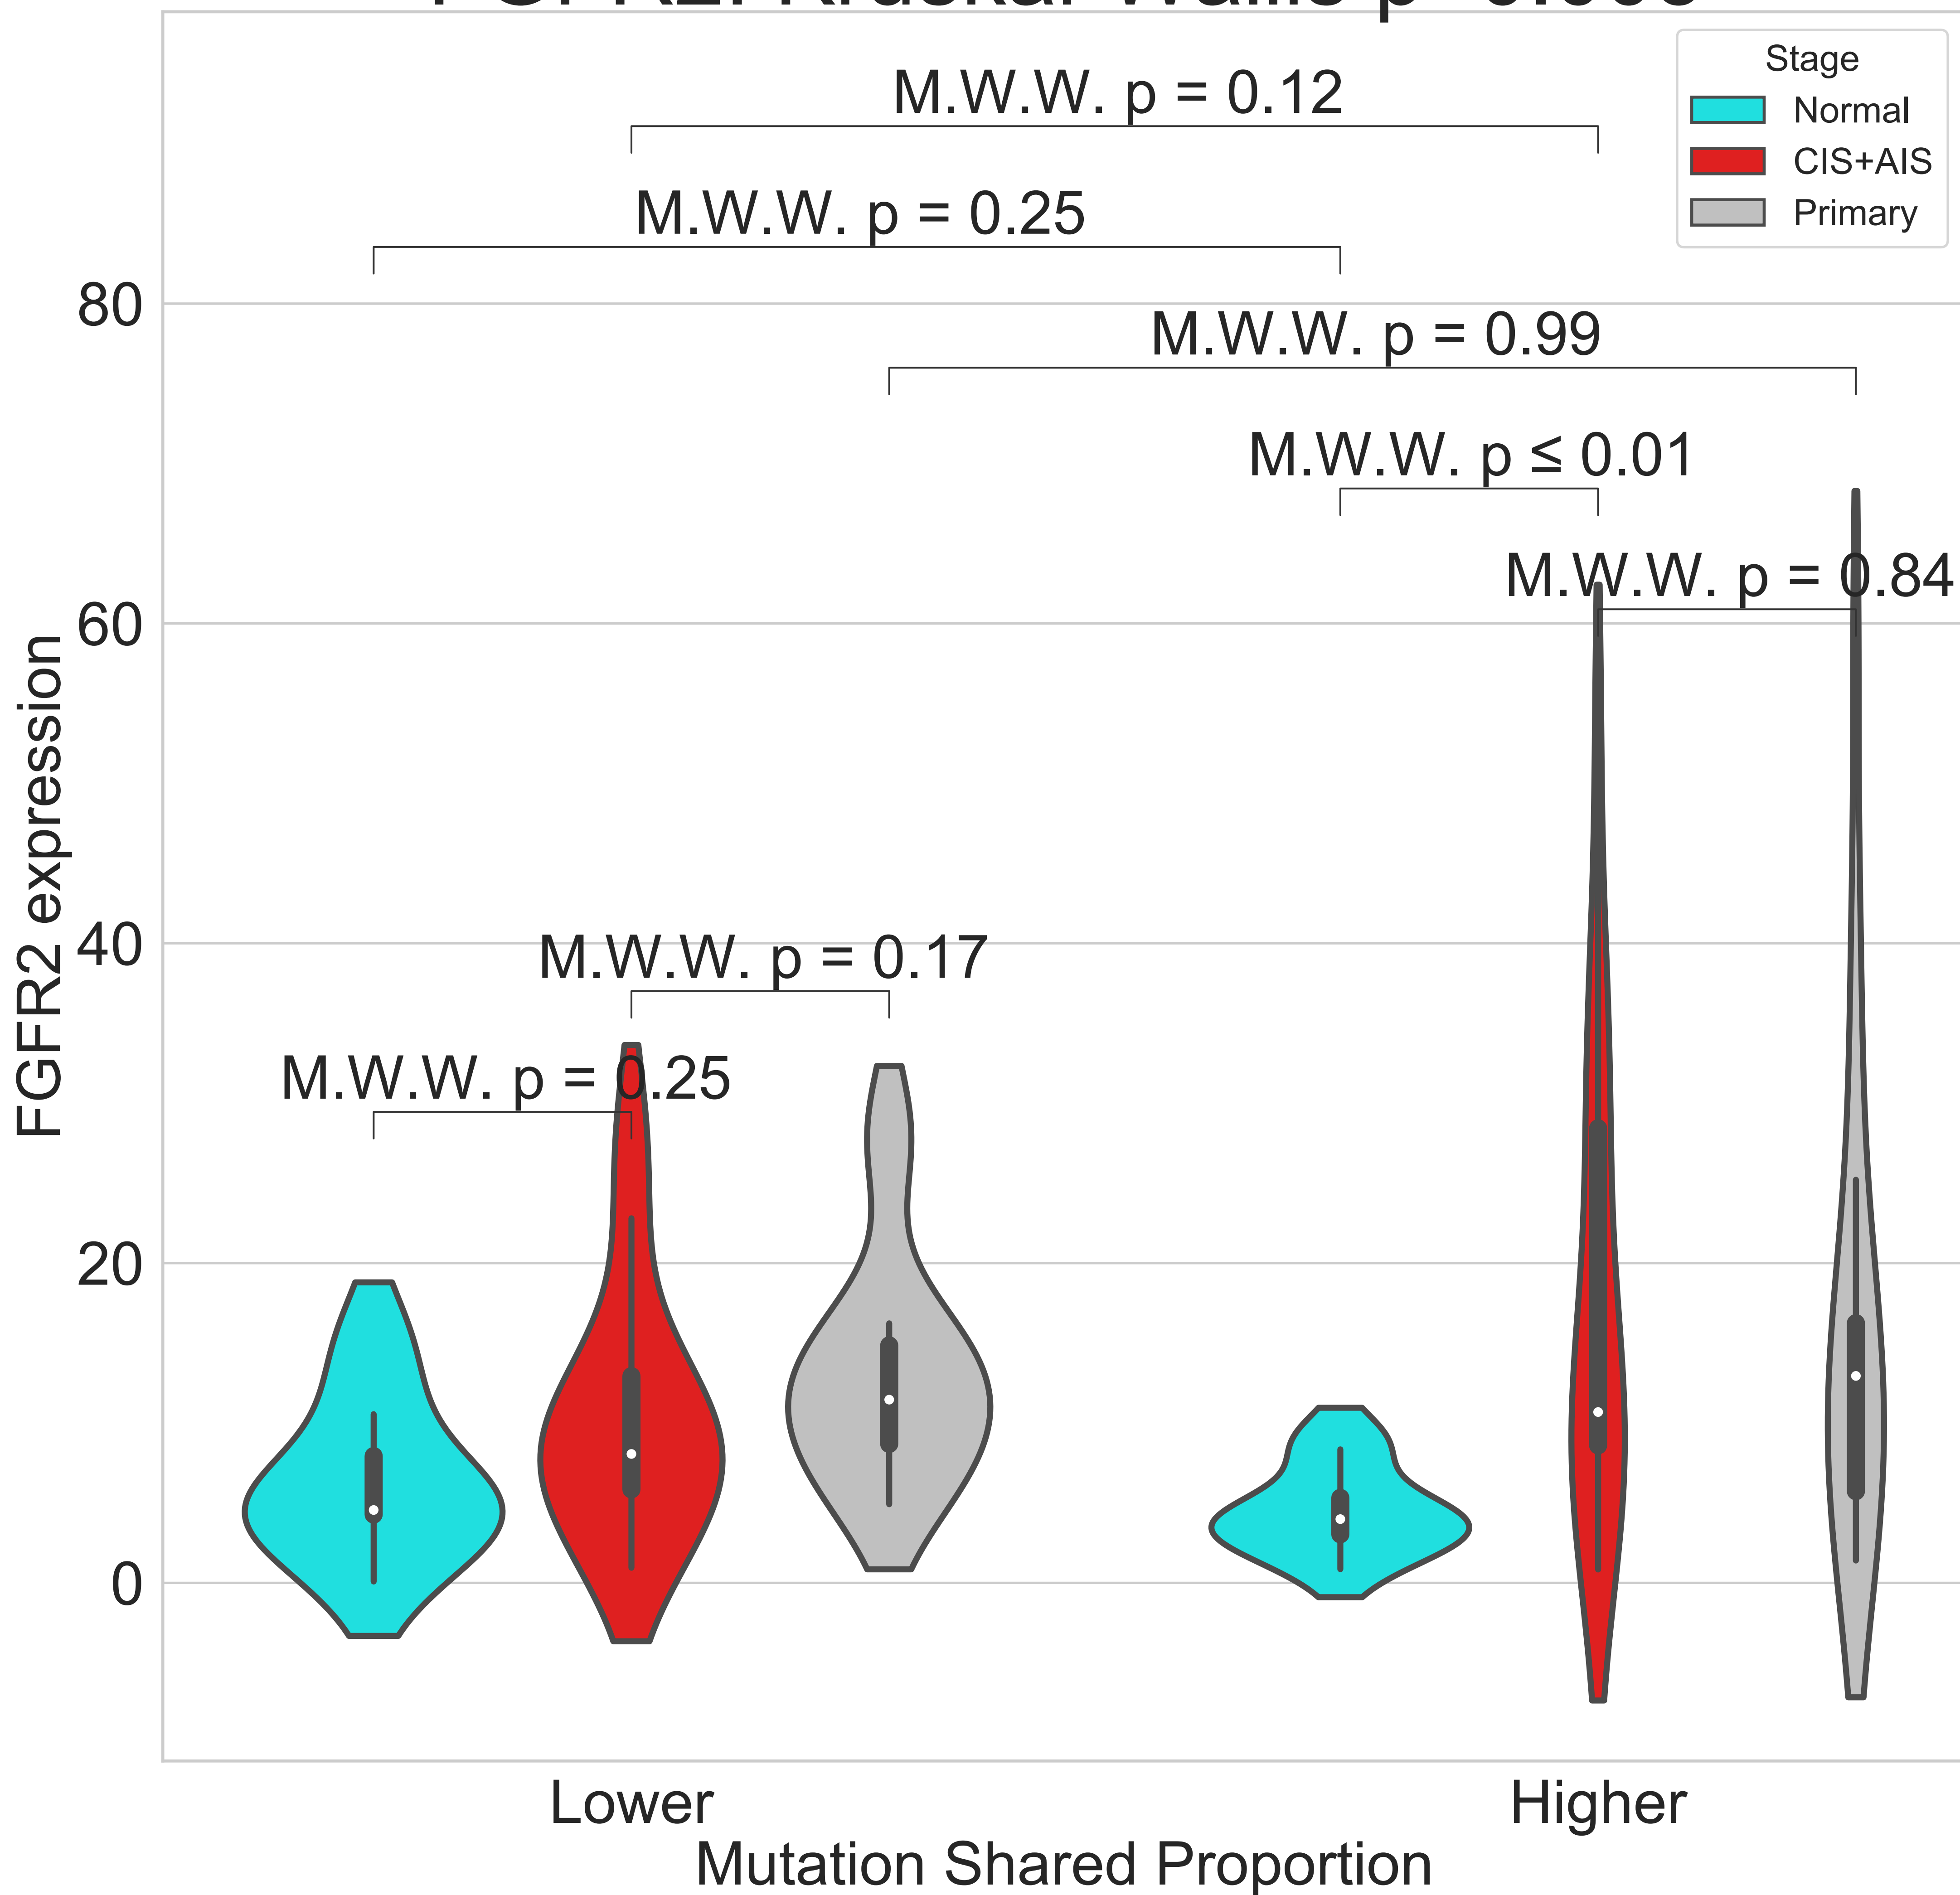 Stage
Normal
CIS+AIS
Primary
M.W.W. p = 0.12
M.W.W. p = 0.25
M.W.W. p = 0.99
M.W.W. p ≤ 0.01
M.W.W. p = 0.84
M.W.W. p = 0.17
M.W.W. p = 0.25
FGFR2 expression
80
60
40
20
0
Lower
Higher
Mutation Shared Proportion